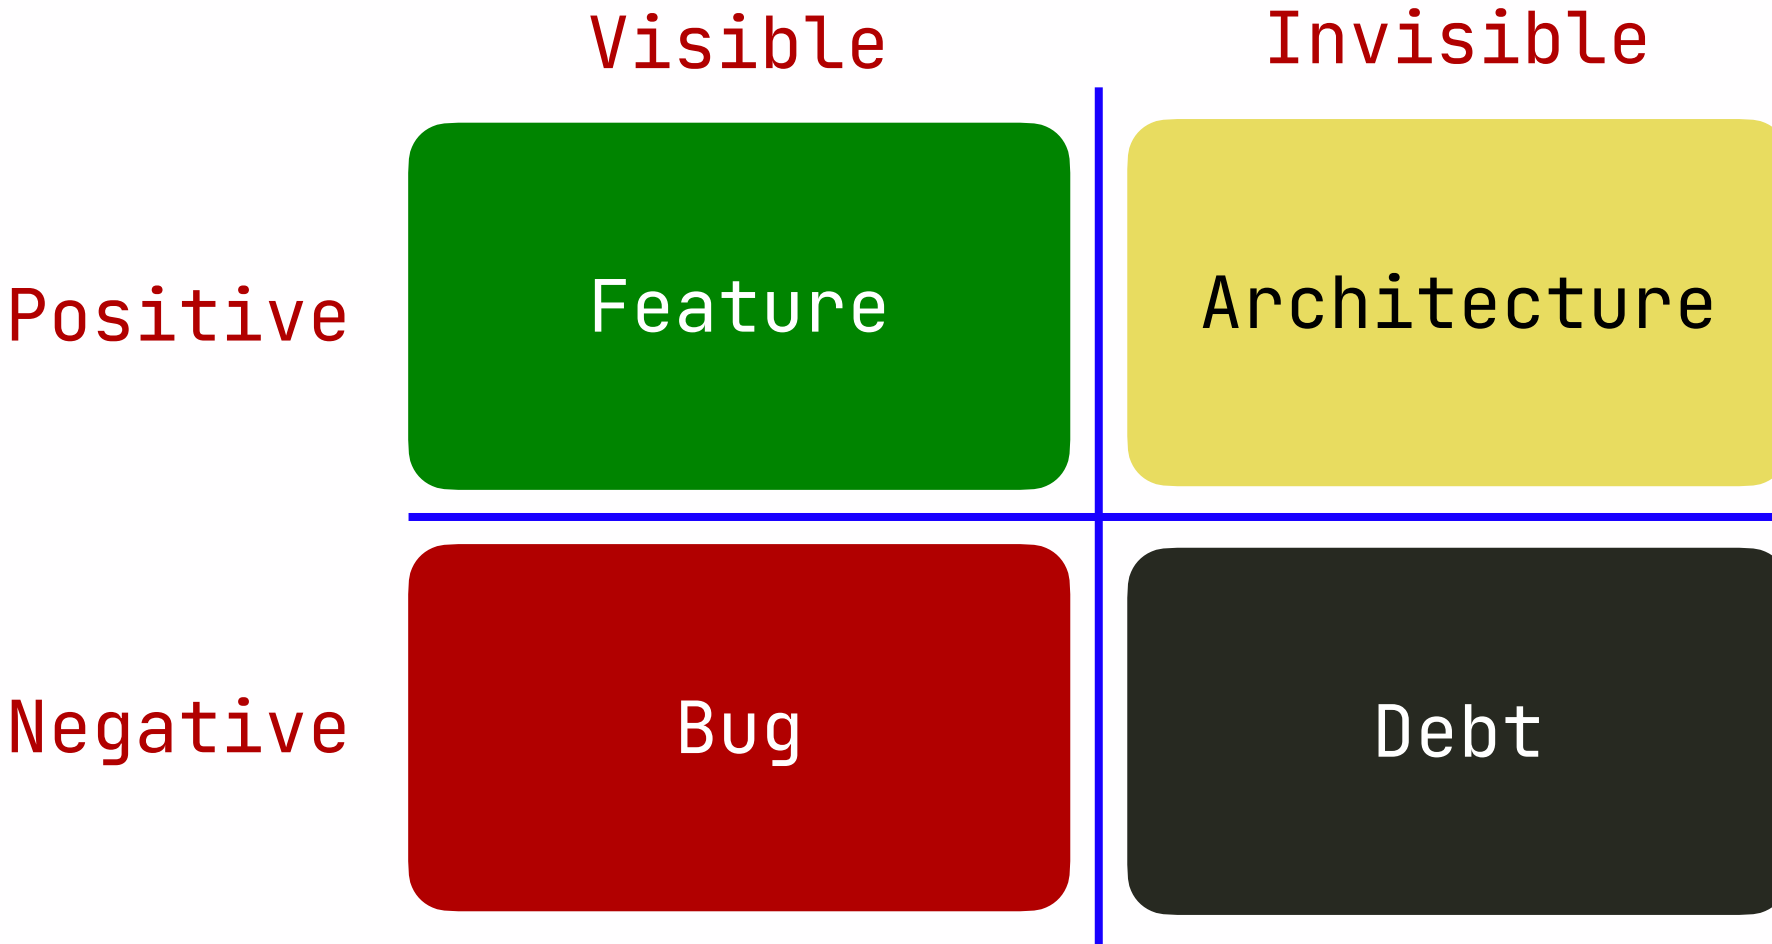 Visible
Invisible
Positive
Feature
Architecture
Negative
Bug
Debt